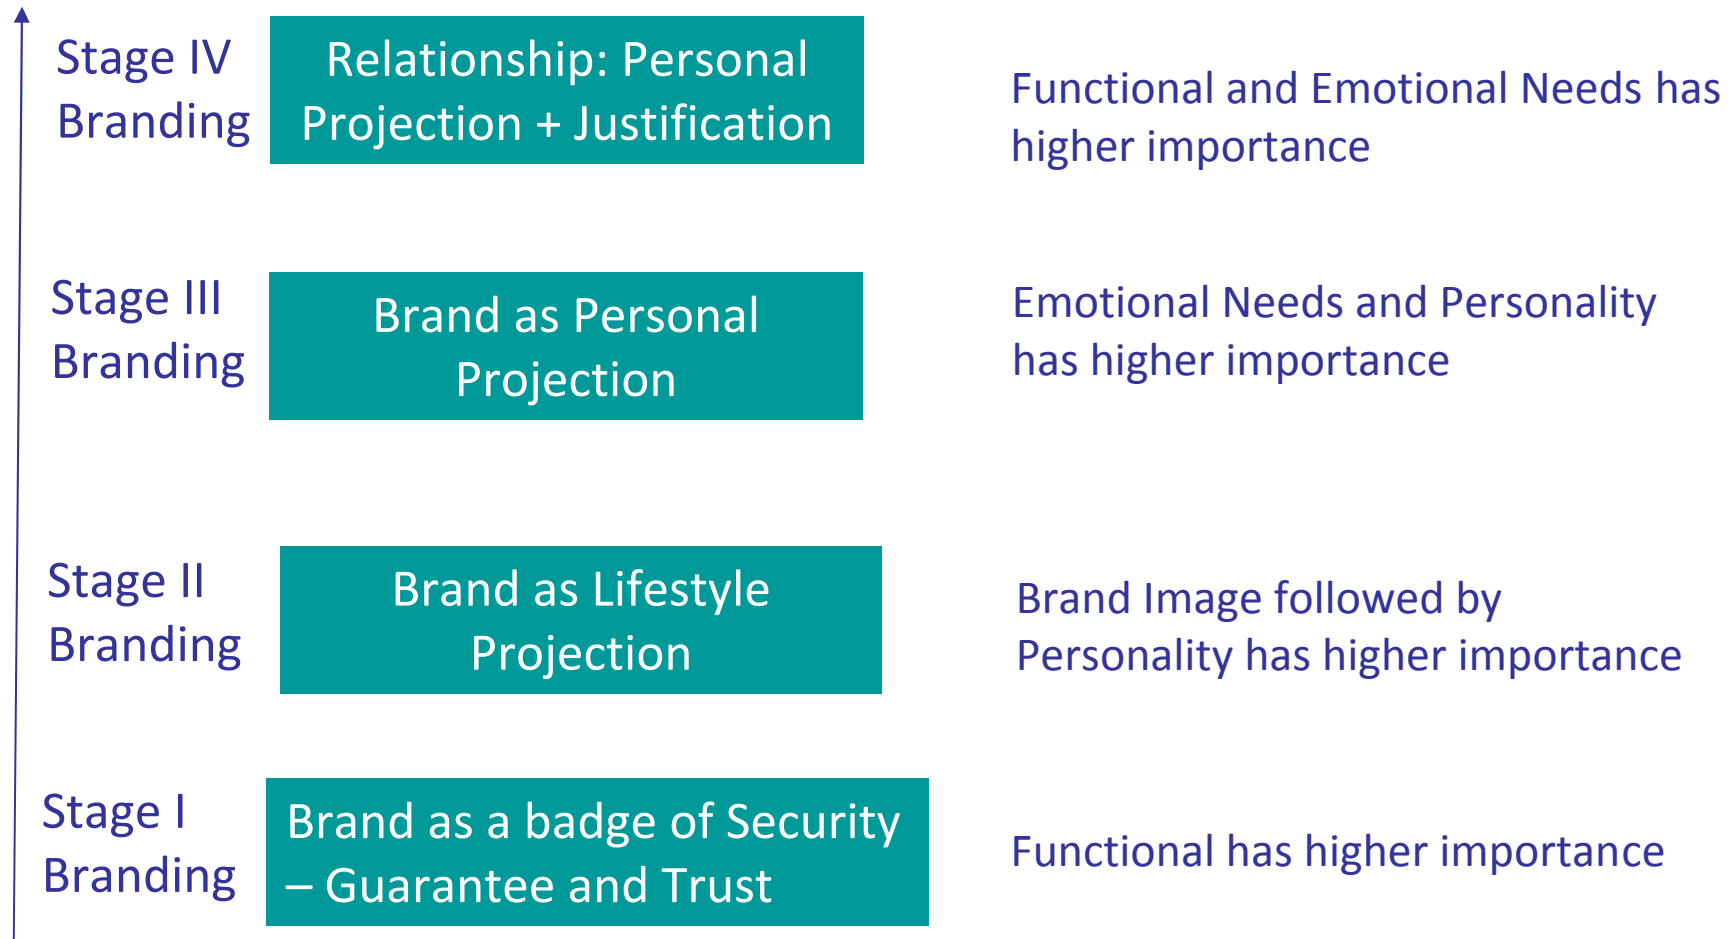 Stage IV
Branding
Relationship: Personal
Projection + Justification
Functional and Emotional Needs has
higher importance
Stage III
Branding
Brand as Personal
Projection
Emotional Needs and Personality
has higher importance
Stage II
Branding
Brand as Lifestyle
Projection
Brand Image followed by
Personality has higher importance
Stage I
Branding
Brand as a badge of Security
– Guarantee and Trust
Functional has higher importance